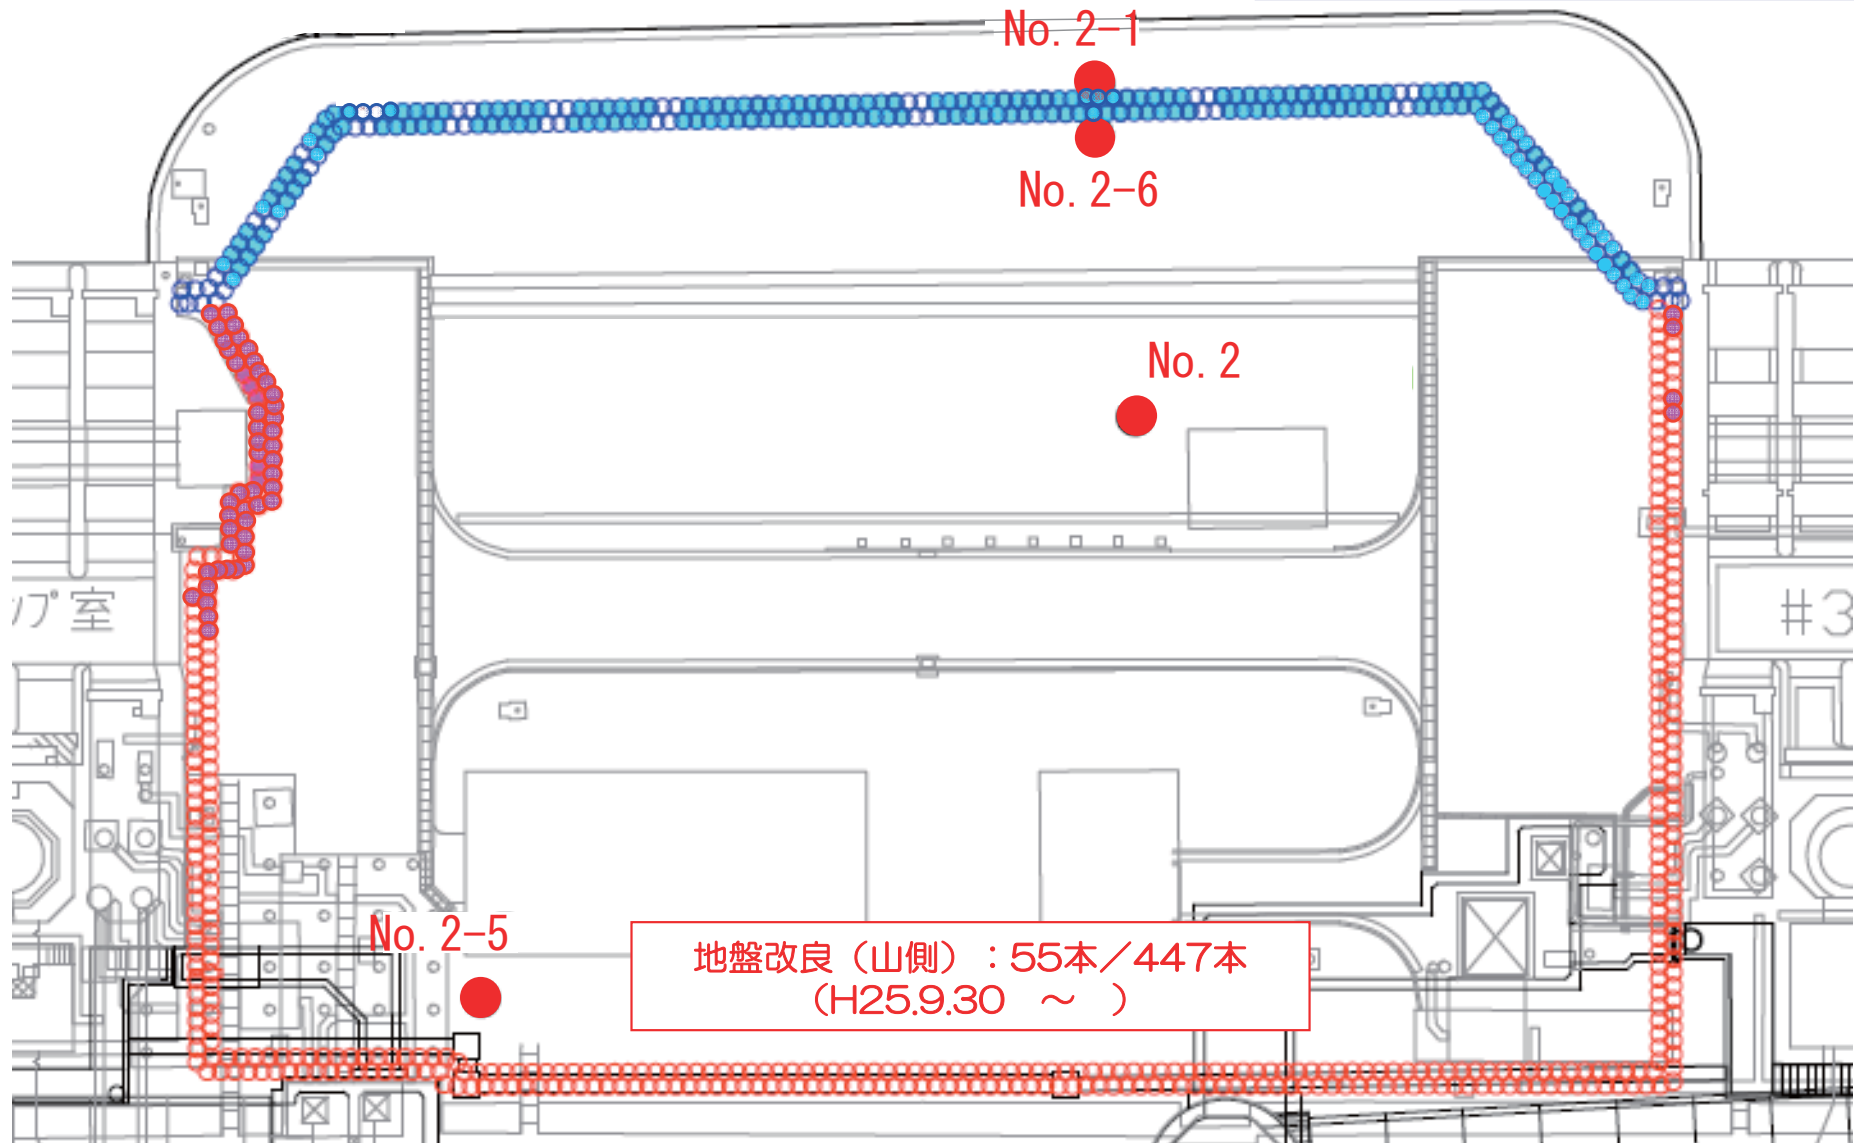 No. 2-1
No. 2-6
No. 2
プ室
#3
No. 2-5
地盤改良（山側）：55本／447本
（H25.9.30　～　）